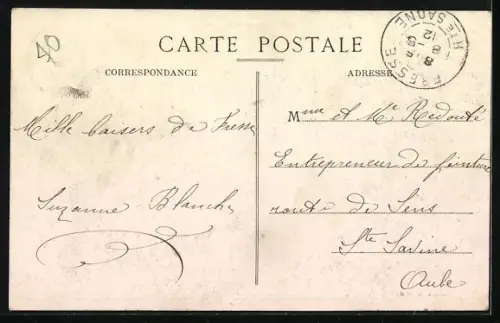 40
CARTE POSTALE
CORRESPONDANCE
ADRESSE
FRESSE
Hte SAONE
Mme et Mr Redouté
Entrepreneur de peinture
route de Sens
Ste Savine
Aube
Mille baisers de Fresse
Suzanne Blanche